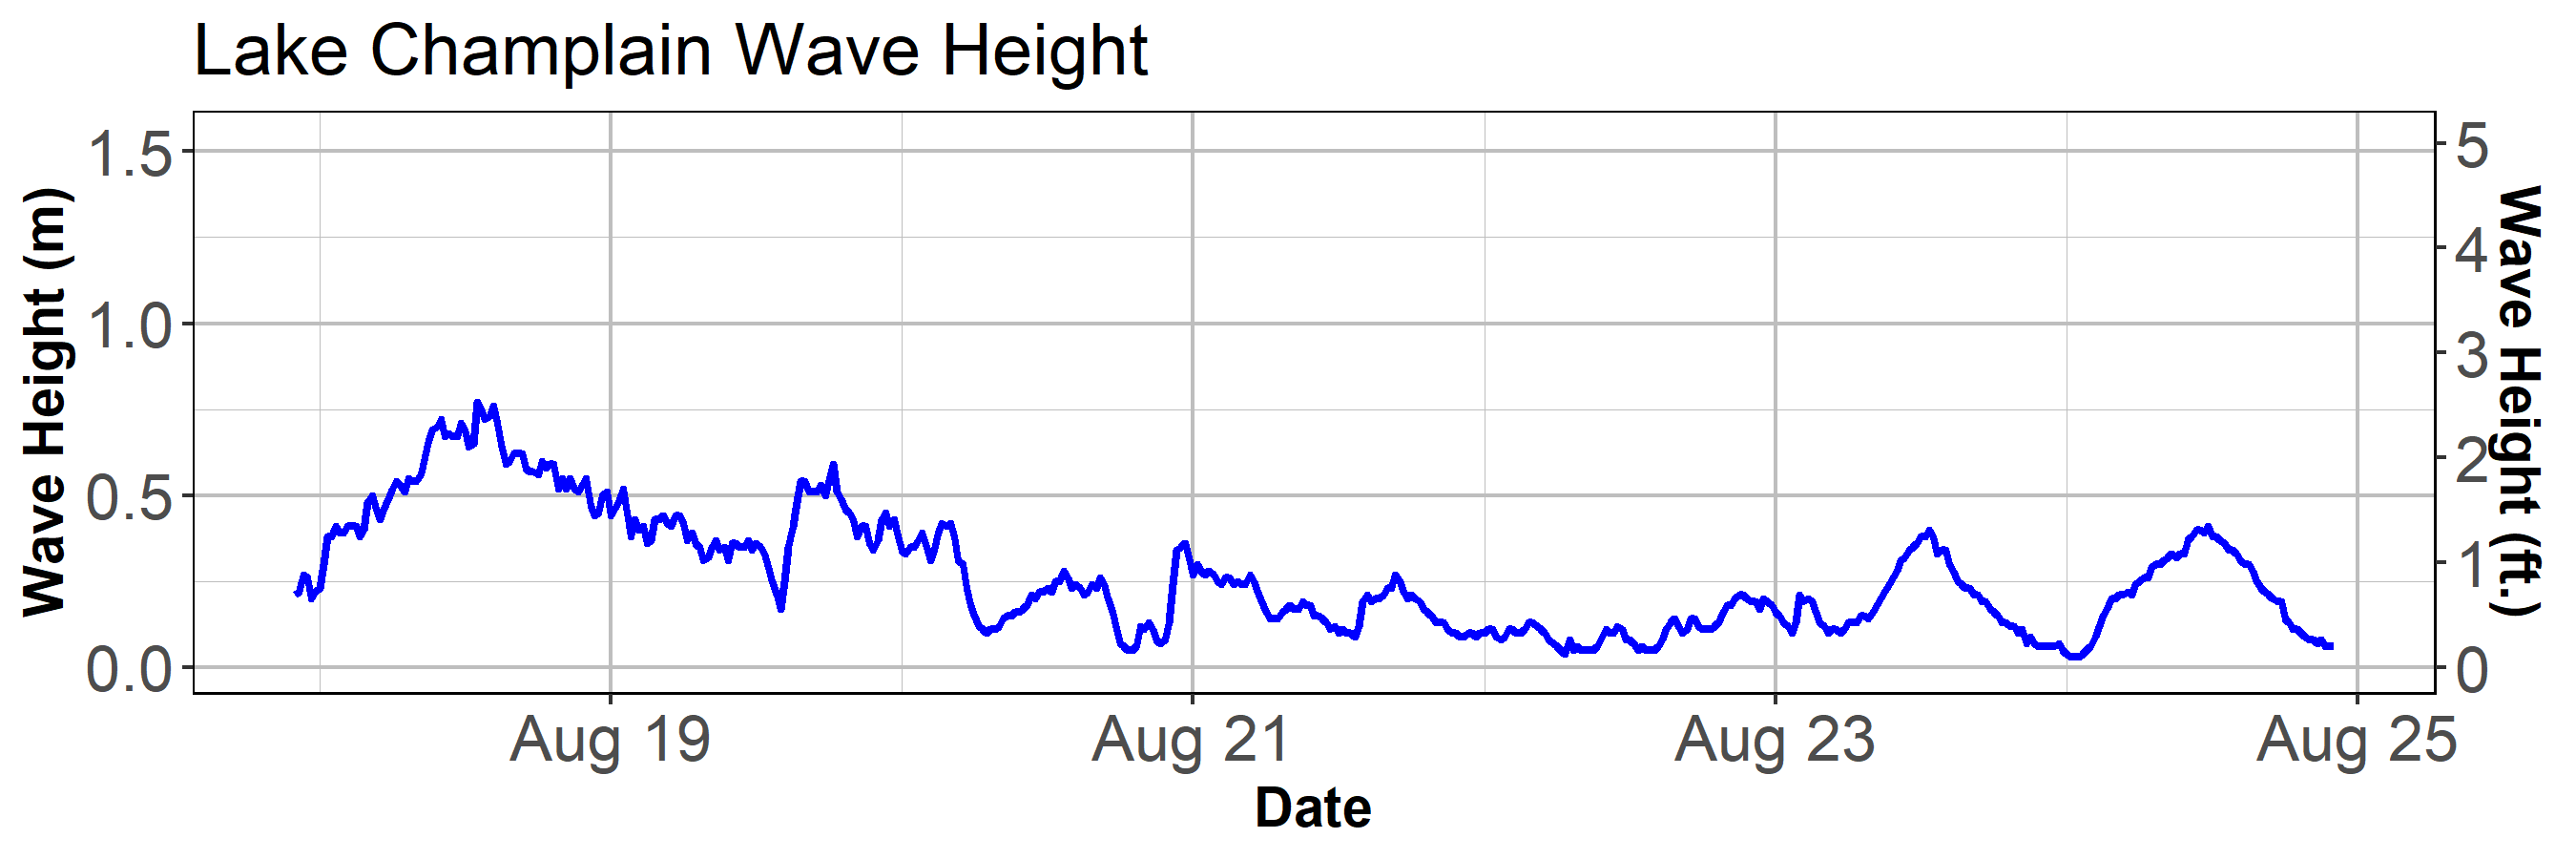 Lake Champlain Wave Height
Wave Height (m)
1.5
1.0
0.5
0.0
5
4
3
2
1
0
Wave Height (ft.)
Aug 19
Aug 21
Aug 23
Aug 25
Date